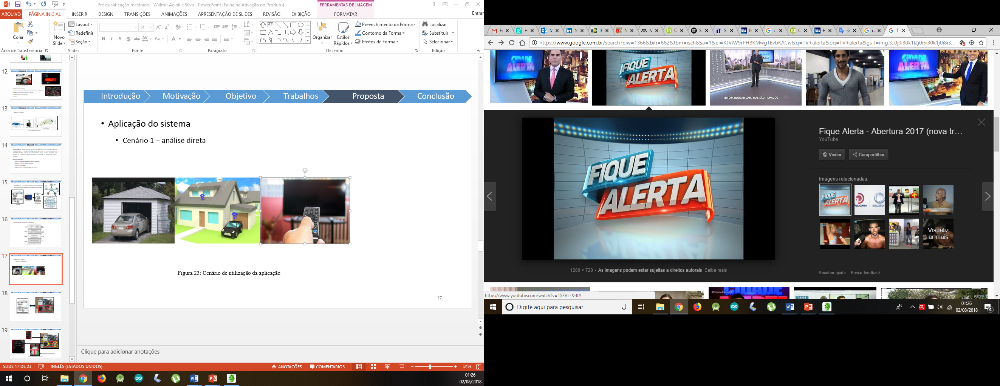 Pré qualificação mestrado - Walmir Acioli e Silva - PowerPoint (Falha na Ativação do Produto)
FERRAMENTAS DE IMAGEM
ARQUIVO
PÁGINA INICIAL
INSERIR
DESIGN
TRANSIÇÕES
ANIMAÇÕES
APRESENTAÇÃO DE SLIDES
REVISÃO
EXIBIÇÃO
FORMATAR
Entrar
Colar
Novo
Slide
Layout
Redefinir
Seção
14
Organizar
Estilos
Rápidos
Preenchimento da Forma
Contorno da Forma
Efeitos de Forma
Localizar
Substituir
Selecionar
Área de Transferência
Slides
Fonte
Parágrafo
Desenho
Edição
12
13
14
15
16
17
18
19
Introdução
Motivação
Objetivo
Trabalhos
Proposta
Conclusão
• Aplicação do sistema
• Cenário 1 – análise direta
Figura 23: Cenário de utilização da aplicação
17
Clique para adicionar anotações
SLIDE 17 DE 23
INGLÊS (ESTADOS UNIDOS)
ANOTAÇÕES
COMENTÁRIOS
81%
01:26
02/08/2018
https://www.google.com.br/search?biw=1366&bih=662&tbm=isch&sa=1&ei=KJViW9rPH8KMwgTEvbKACw&q=TV+alerta&oq=TV+alerta&gs_l=img.3..0j0i30k1l2j0i5i30k1j0i8i3...
CIDADE
ALERTA
FIQUE
ALERTA
TENTAM ROUBAR LOJA, MAS SÃO FILMADOS
CIDADE
ALERTA
FIQUE
ALERTA
Fique Alerta - Abertura 2017 (nova tr...
YouTube
Visitar
Compartilhar
Imagens relacionadas:
FIQUE
ALERTA
PAJUÇARA
RECORD
Visualiz
ar mais
1280 × 720 - As imagens podem estar sujeitas a direitos autorais Saiba mais
Receber ajuda - Enviar feedback
#CidadeAlertaPB
CIDADE
12:06
RICTV
https://www.youtube.com/watch?v=1SFVL-X-IfA
Digite aqui para pesquisar
01:26
02/08/2018
4